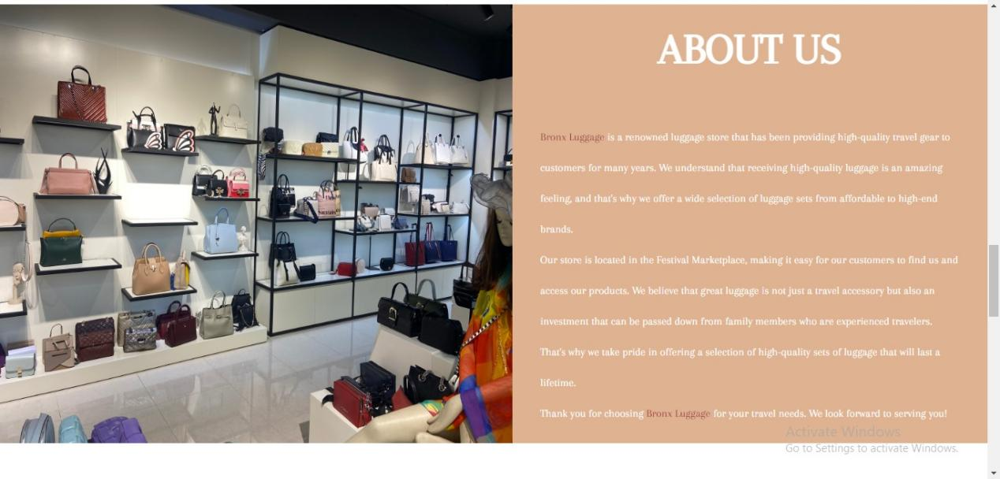 ABOUT US
Bronx Luggage is a renowned luggage store that has been providing high-quality travel gear to
customers for many years. We understand that receiving high-quality luggage is an amazing
feeling, and that's why we offer a wide selection of luggage sets from affordable to high-end
brands.
Our store is located in the Festival Marketplace, making it easy for our customers to find us and
access our products. We believe that great luggage is not just a travel accessory but also an
investment that can be passed down from family members who are experienced travelers.
That's why we take pride in offering a selection of high-quality sets of luggage that will last a
lifetime.
Thank you for choosing Bronx Luggage for your travel needs. We look forward to serving you!
Activate Windows
Go to Settings to activate Windows.